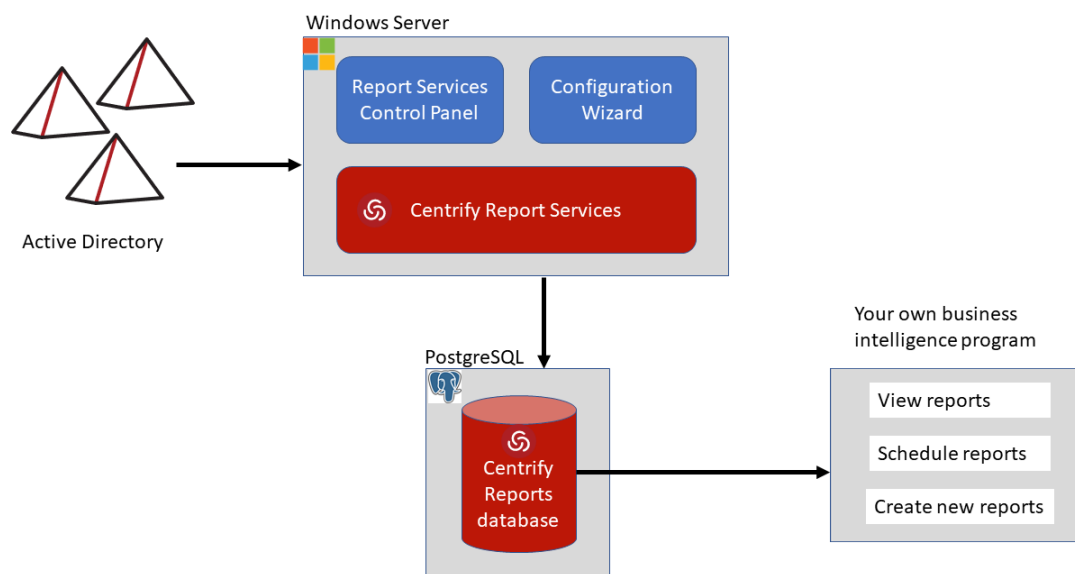 Windows Server
Report Services
Control Panel
Configuration
Wizard
Centrify Report Services
Active Directory
PostgreSQL
Centrify
Reports
database
Your own business
intelligence program
View reports
Schedule reports
Create new reports